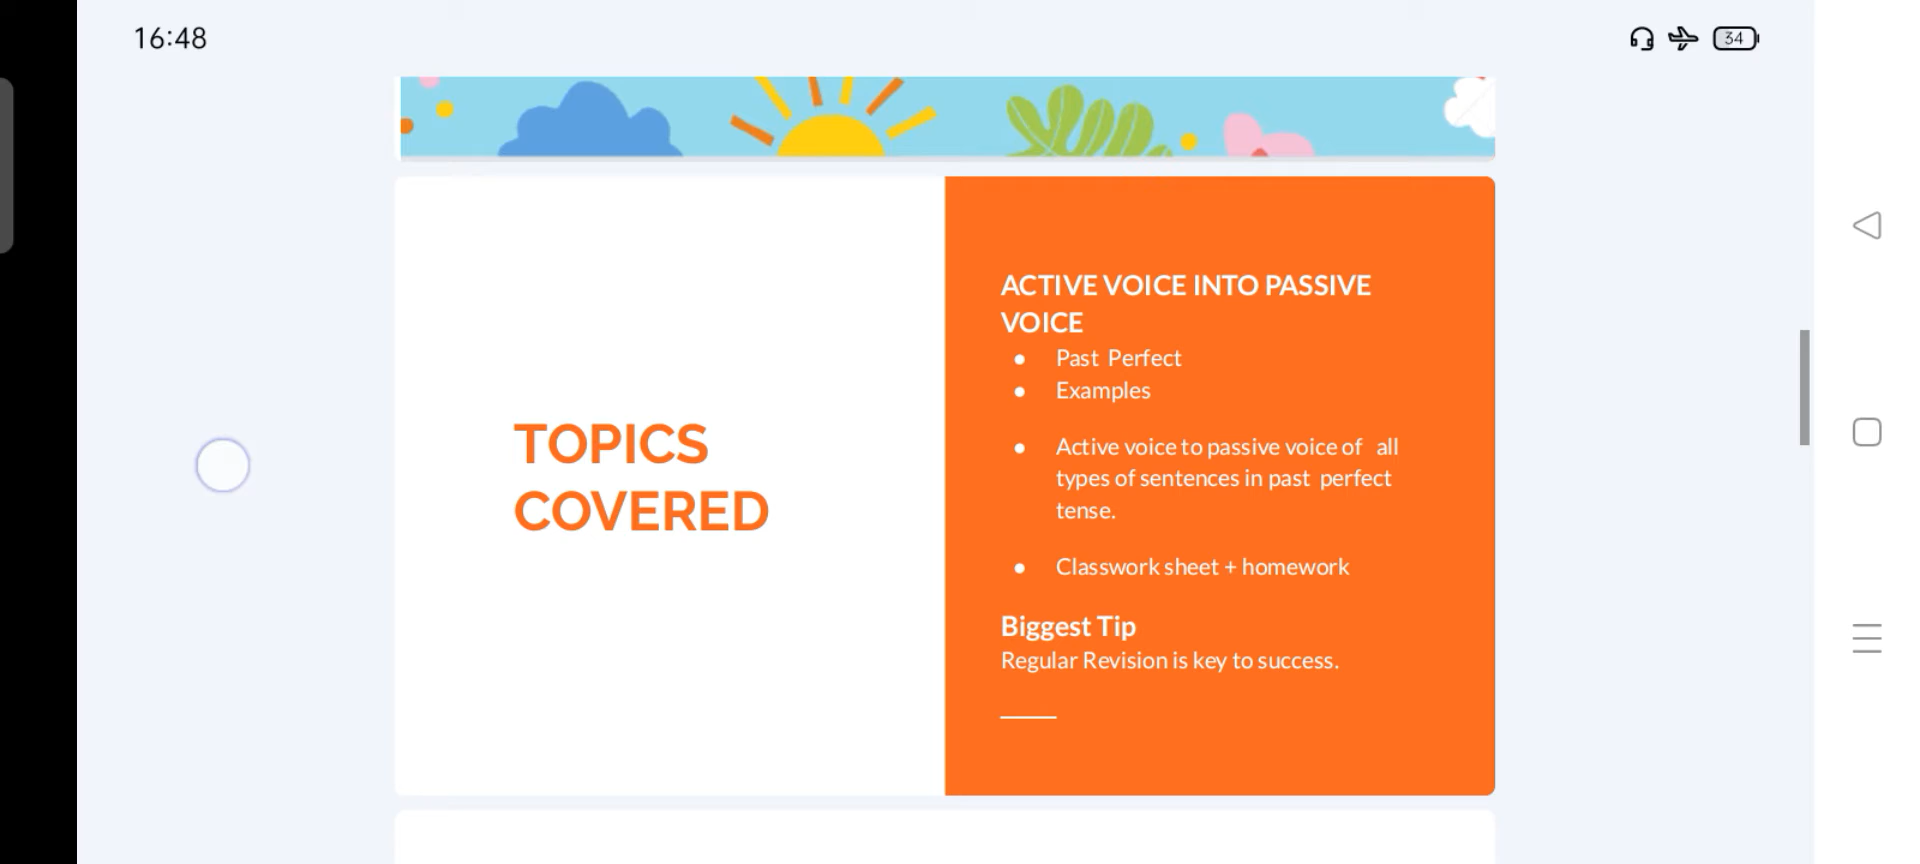 16:48
34
ACTIVE VOICE INTO PASSIVE
VOICE
● Past Perfect
● Examples
TOPICS
COVERED
● Active voice to passive voice of all
types of sentences in past perfect
tense.
● Classwork sheet + homework
Biggest Tip
Regular Revision is key to success.